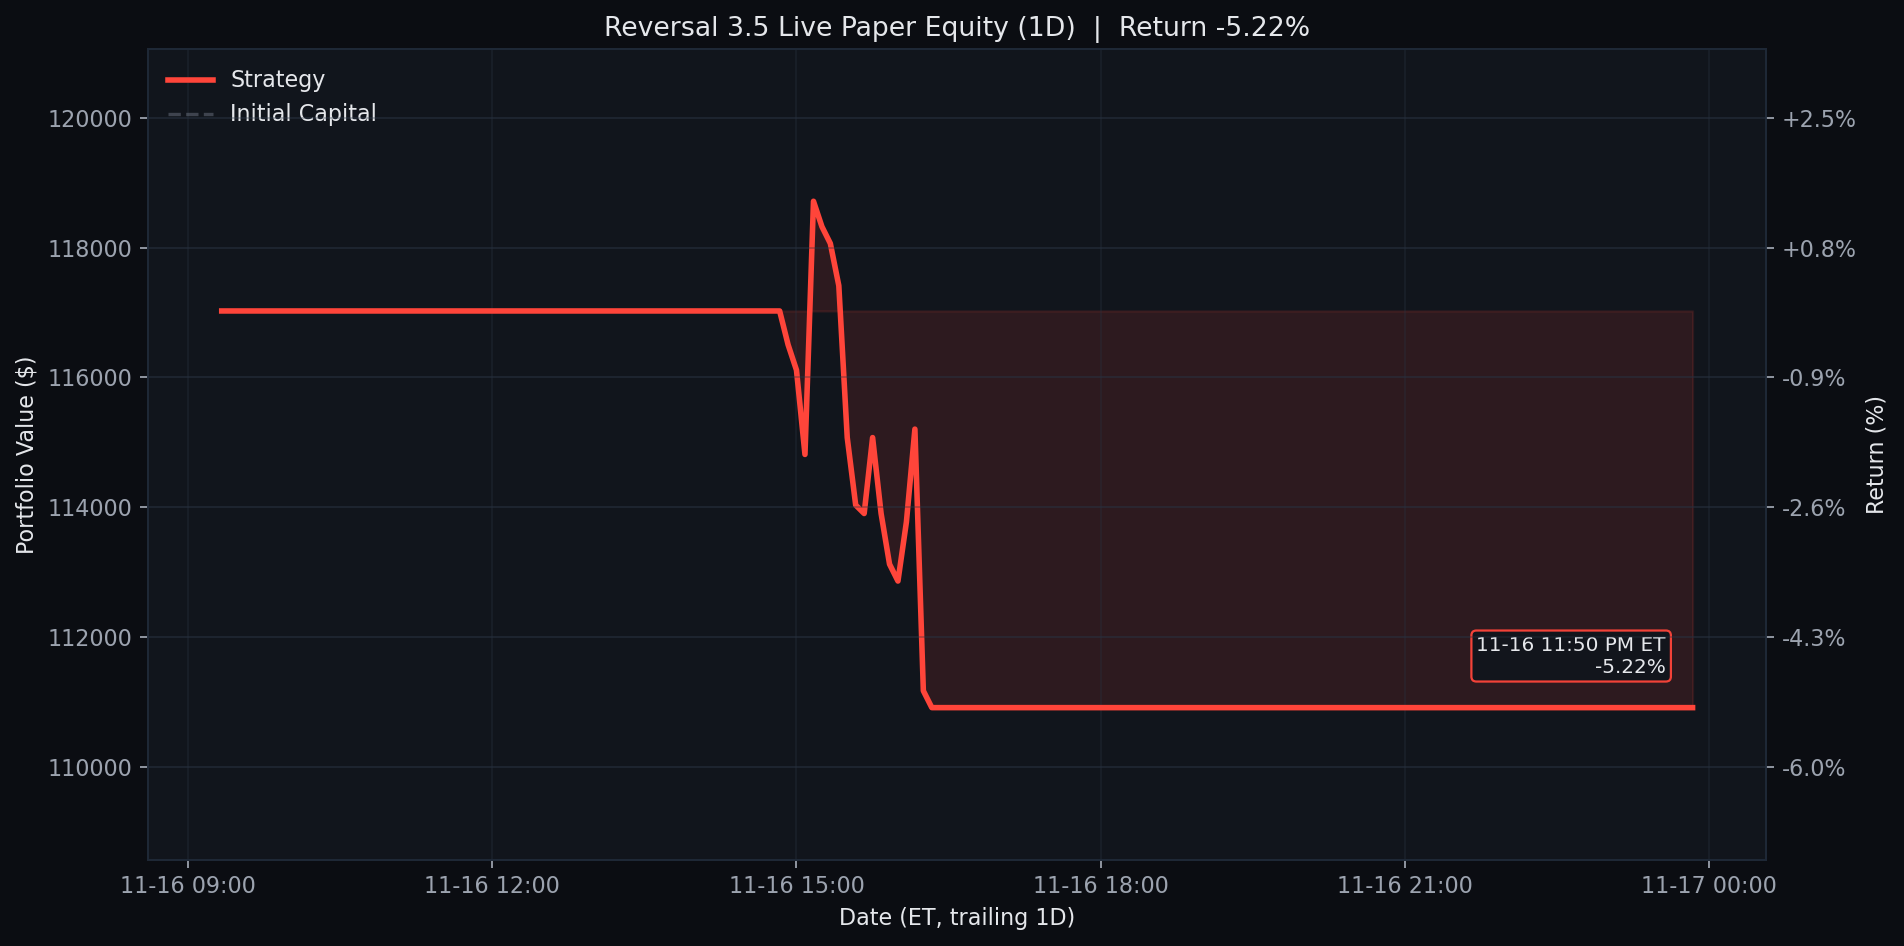 Reversal 3.5 Live Paper Equity (1D) | Return -5.22%
Strategy
Initial Capital
120000
118000
116000
114000
112000
110000
Portfolio Value ($)
+2.5%
+0.8%
-0.9%
-2.6%
-4.3%
-6.0%
Return (%)
11-16 11:50 PM ET
-5.22%
11-16 09:00
11-16 12:00
11-16 15:00
11-16 18:00
11-16 21:00
11-17 00:00
Date (ET, trailing 1D)